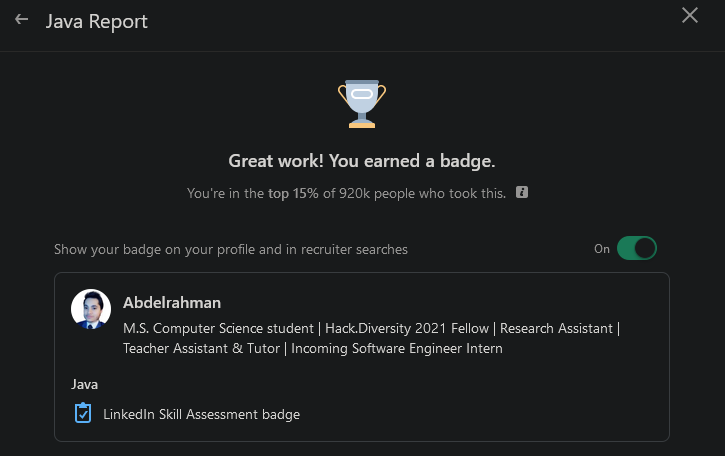 Java Report
Great work! You earned a badge.
You're in the top 15% of 920k people who took this.
Show your badge on your profile and in recruiter searches
On
Abdelrahman
M.S. Computer Science student | Hack.Diversity 2021 Fellow | Research Assistant |
Teacher Assistant & Tutor | Incoming Software Engineer Intern
Java
LinkedIn Skill Assessment badge